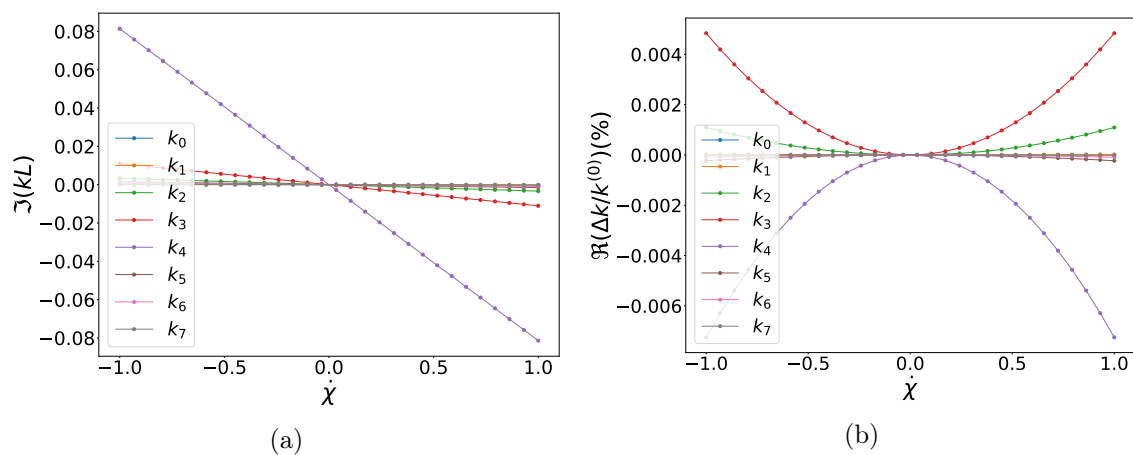 0.08
0.06
0.04
0.02
0.00
−0.02
−0.04
−0.06
−0.08
ℑ(kL)
k₀
k₁
k₂
k₃
k₄
k₅
k₆
k₇
−1.0 −0.5 0.0 0.5 1.0
χ̇
(a)
0.004
0.002
0.000
−0.002
−0.004
−0.006
ℜ(Δk/k⁽⁰⁾)(%)
k₀
k₁
k₂
k₃
k₄
k₅
k₆
k₇
−1.0 −0.5 0.0 0.5 1.0
χ̇
(b)